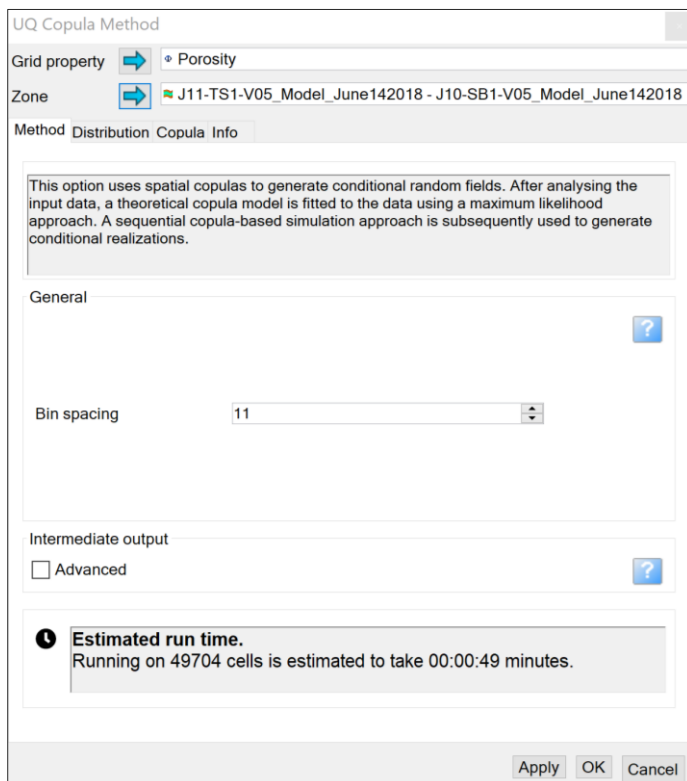 UQ Copula Method
Grid property Porosity
Zone J11-TS1-V05_Model_June142018 - J10-SB1-V05_Model_June142018
Method Distribution Copula Info
This option uses spatial copulas to generate conditional random fields. After analysing the
input data, a theoretical copula model is fitted to the data using a maximum likelihood
approach. A sequential copula-based simulation approach is subsequently used to generate
conditional realizations.
General
?
Bin spacing 11
Intermediate output
Advanced ?
Estimated run time.
Running on 49704 cells is estimated to take 00:00:49 minutes.
Apply OK Cancel